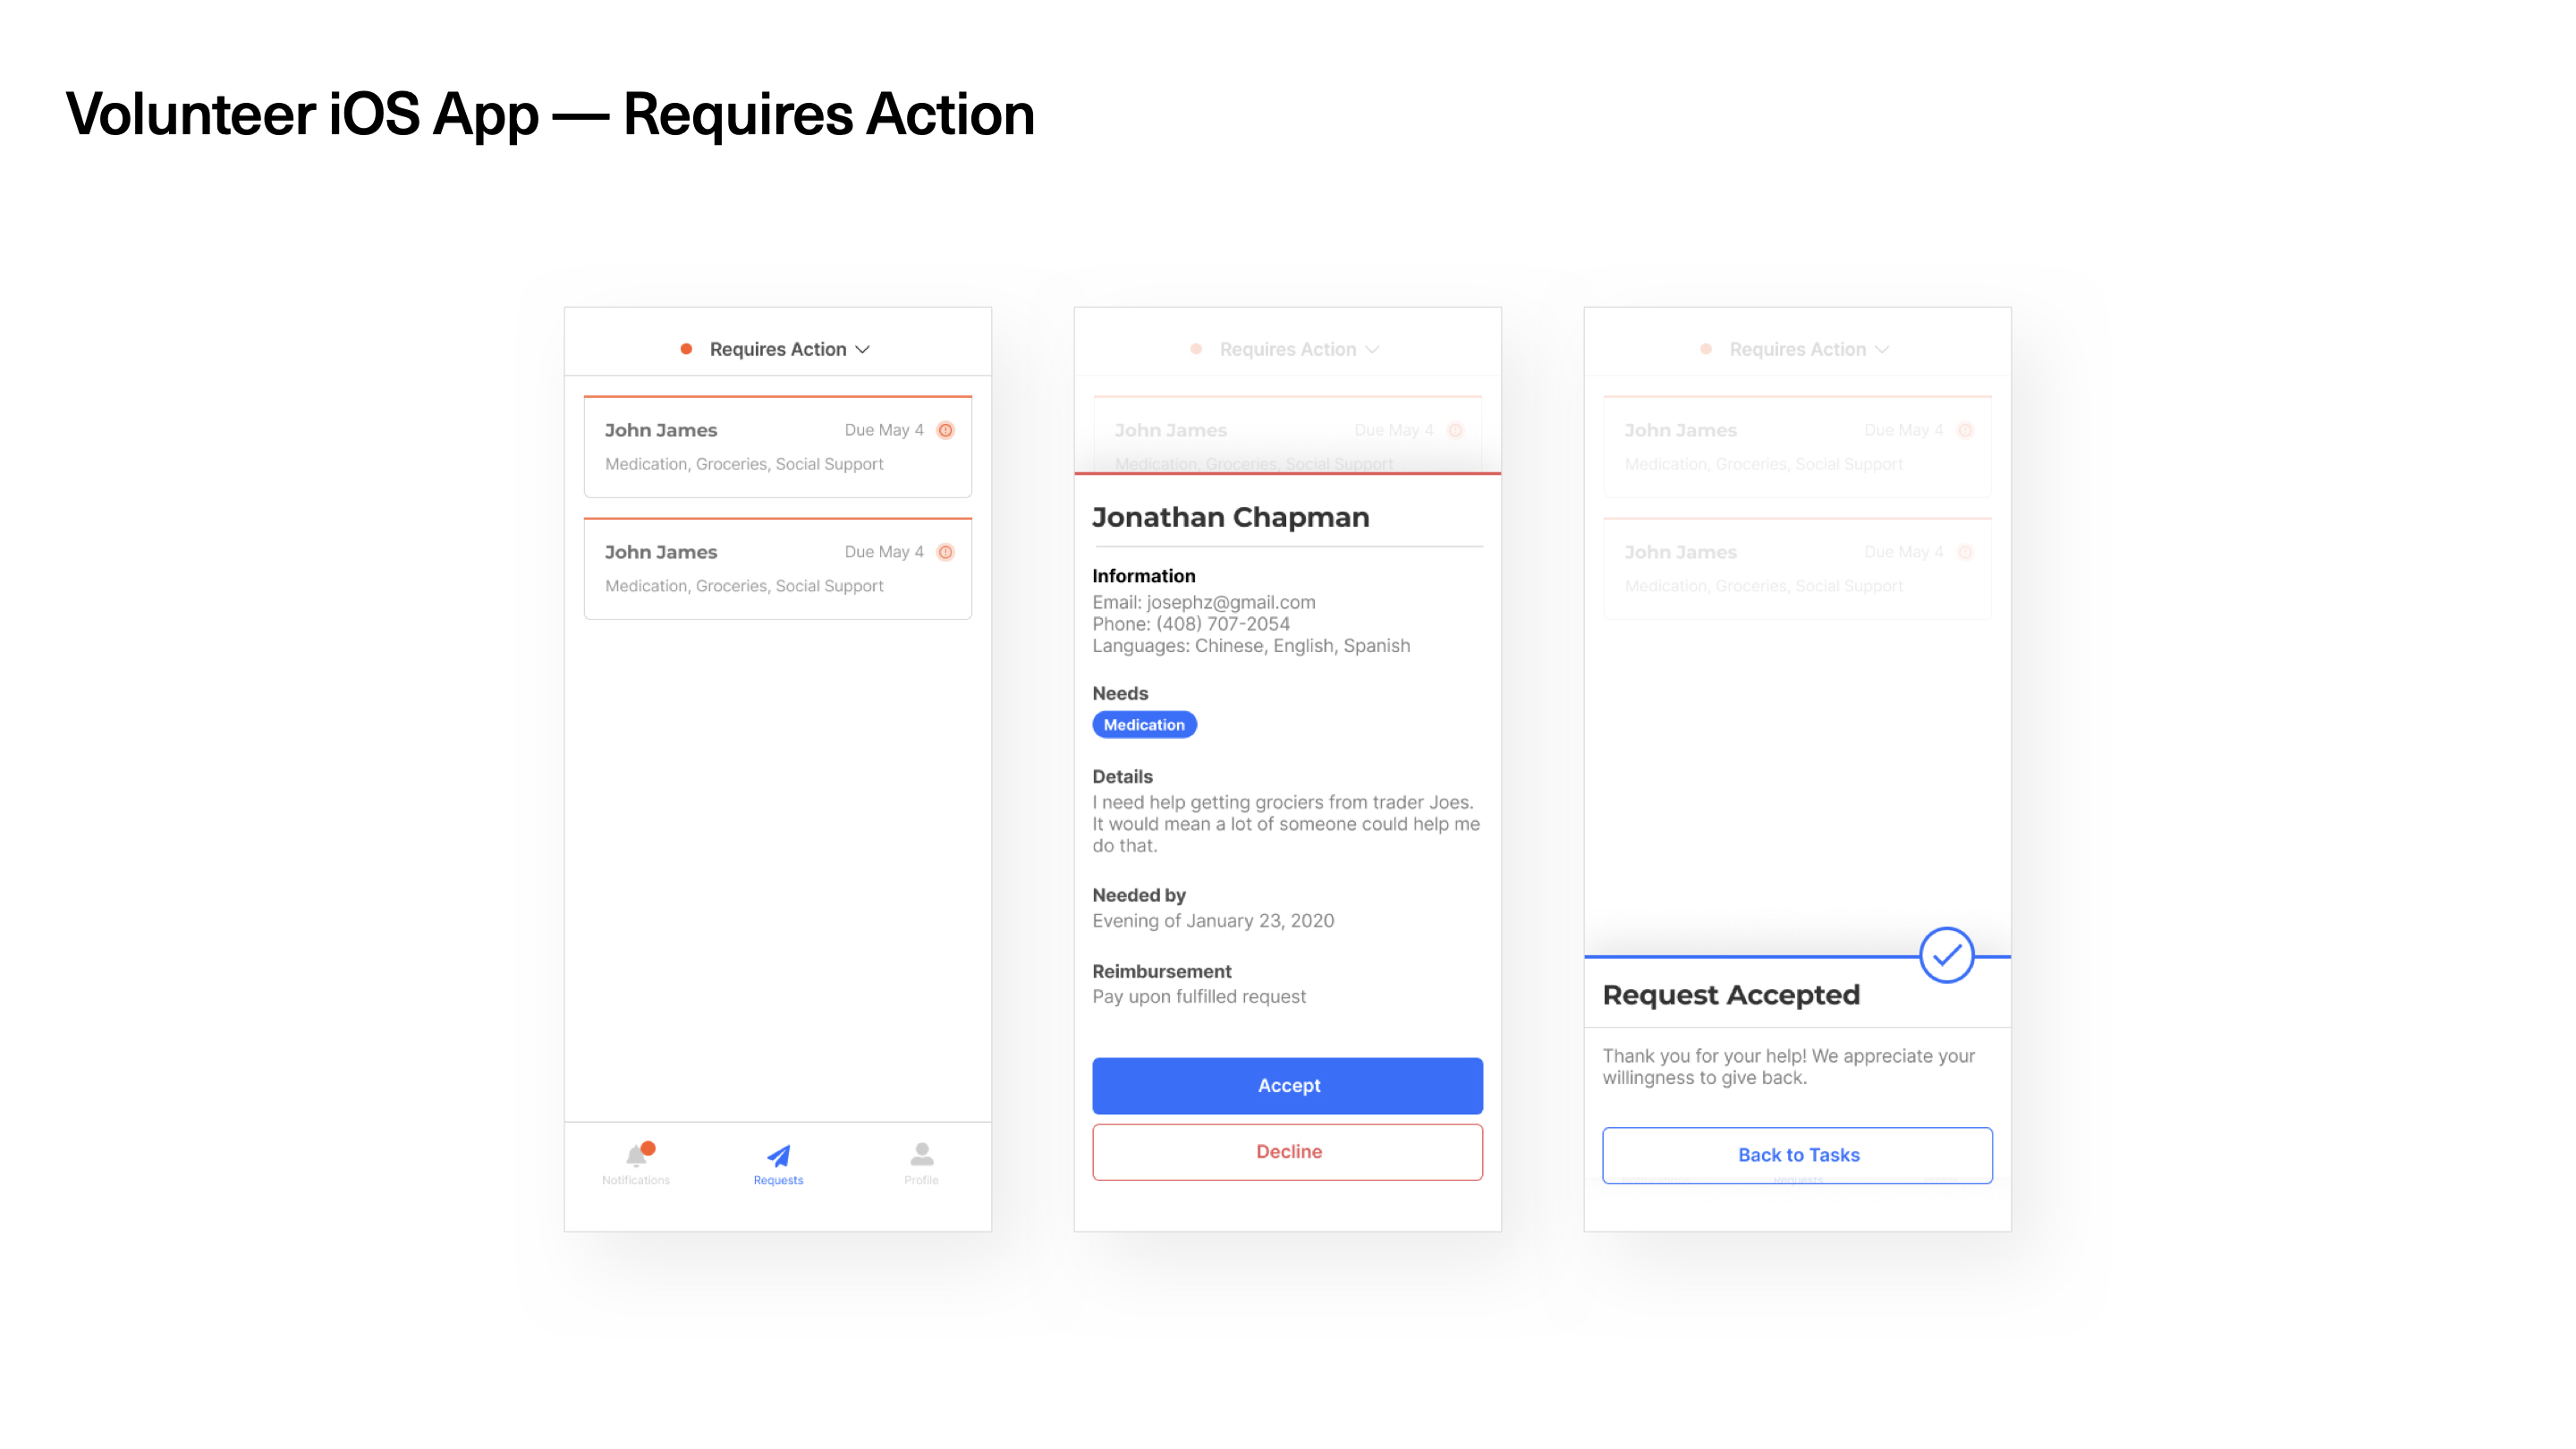 Volunteer iOS App — Requires Action
Requires Action
John James
Due May 4
Medication, Groceries, Social Support
John James
Due May 4
Medication, Groceries, Social Support
Notifications
Requests
Profile
Requires Action
John James
Due May 4
Medication, Groceries, Social Support
Jonathan Chapman
Information
Email: josephz@gmail.com
Phone: (408) 707-2054
Languages: Chinese, English, Spanish
Needs
Medication
Details
I need help getting grociers from trader Joes.
It would mean a lot of someone could help me
do that.
Needed by
Evening of January 23, 2020
Reimbursement
Pay upon fulfilled request
Accept
Decline
Requires Action
John James
Due May 4
Medication, Groceries, Social Support
John James
Due May 4
Medication, Groceries, Social Support
Request Accepted
Thank you for your help! We appreciate your
willingness to give back.
Back to Tasks
Requests